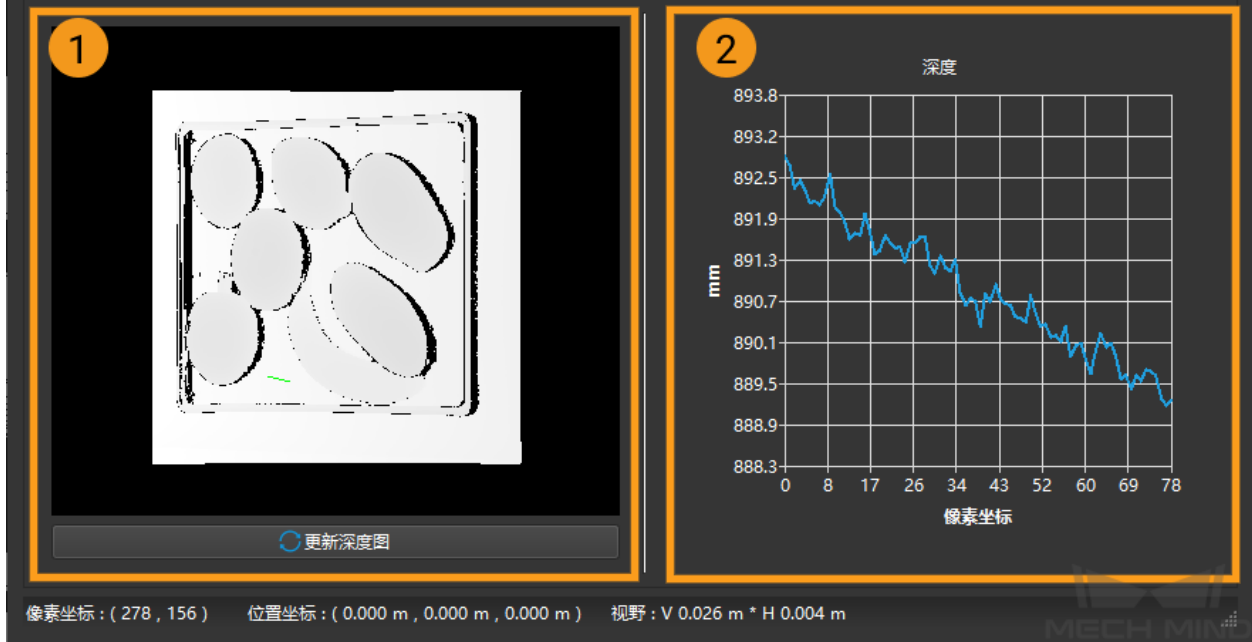 1
2
深度
893.8
893.2
892.5
891.9
891.3
890.7
890.1
889.5
888.9
888.3
mm
0 8 17 26 34 43 52 60 69 78
像素坐标
更新深度图
像素坐标 : ( 278 , 156 ) 位置坐标 : ( 0.000 m , 0.000 m , 0.000 m ) 视野 : V 0.026 m * H 0.004 m
MECH MIND